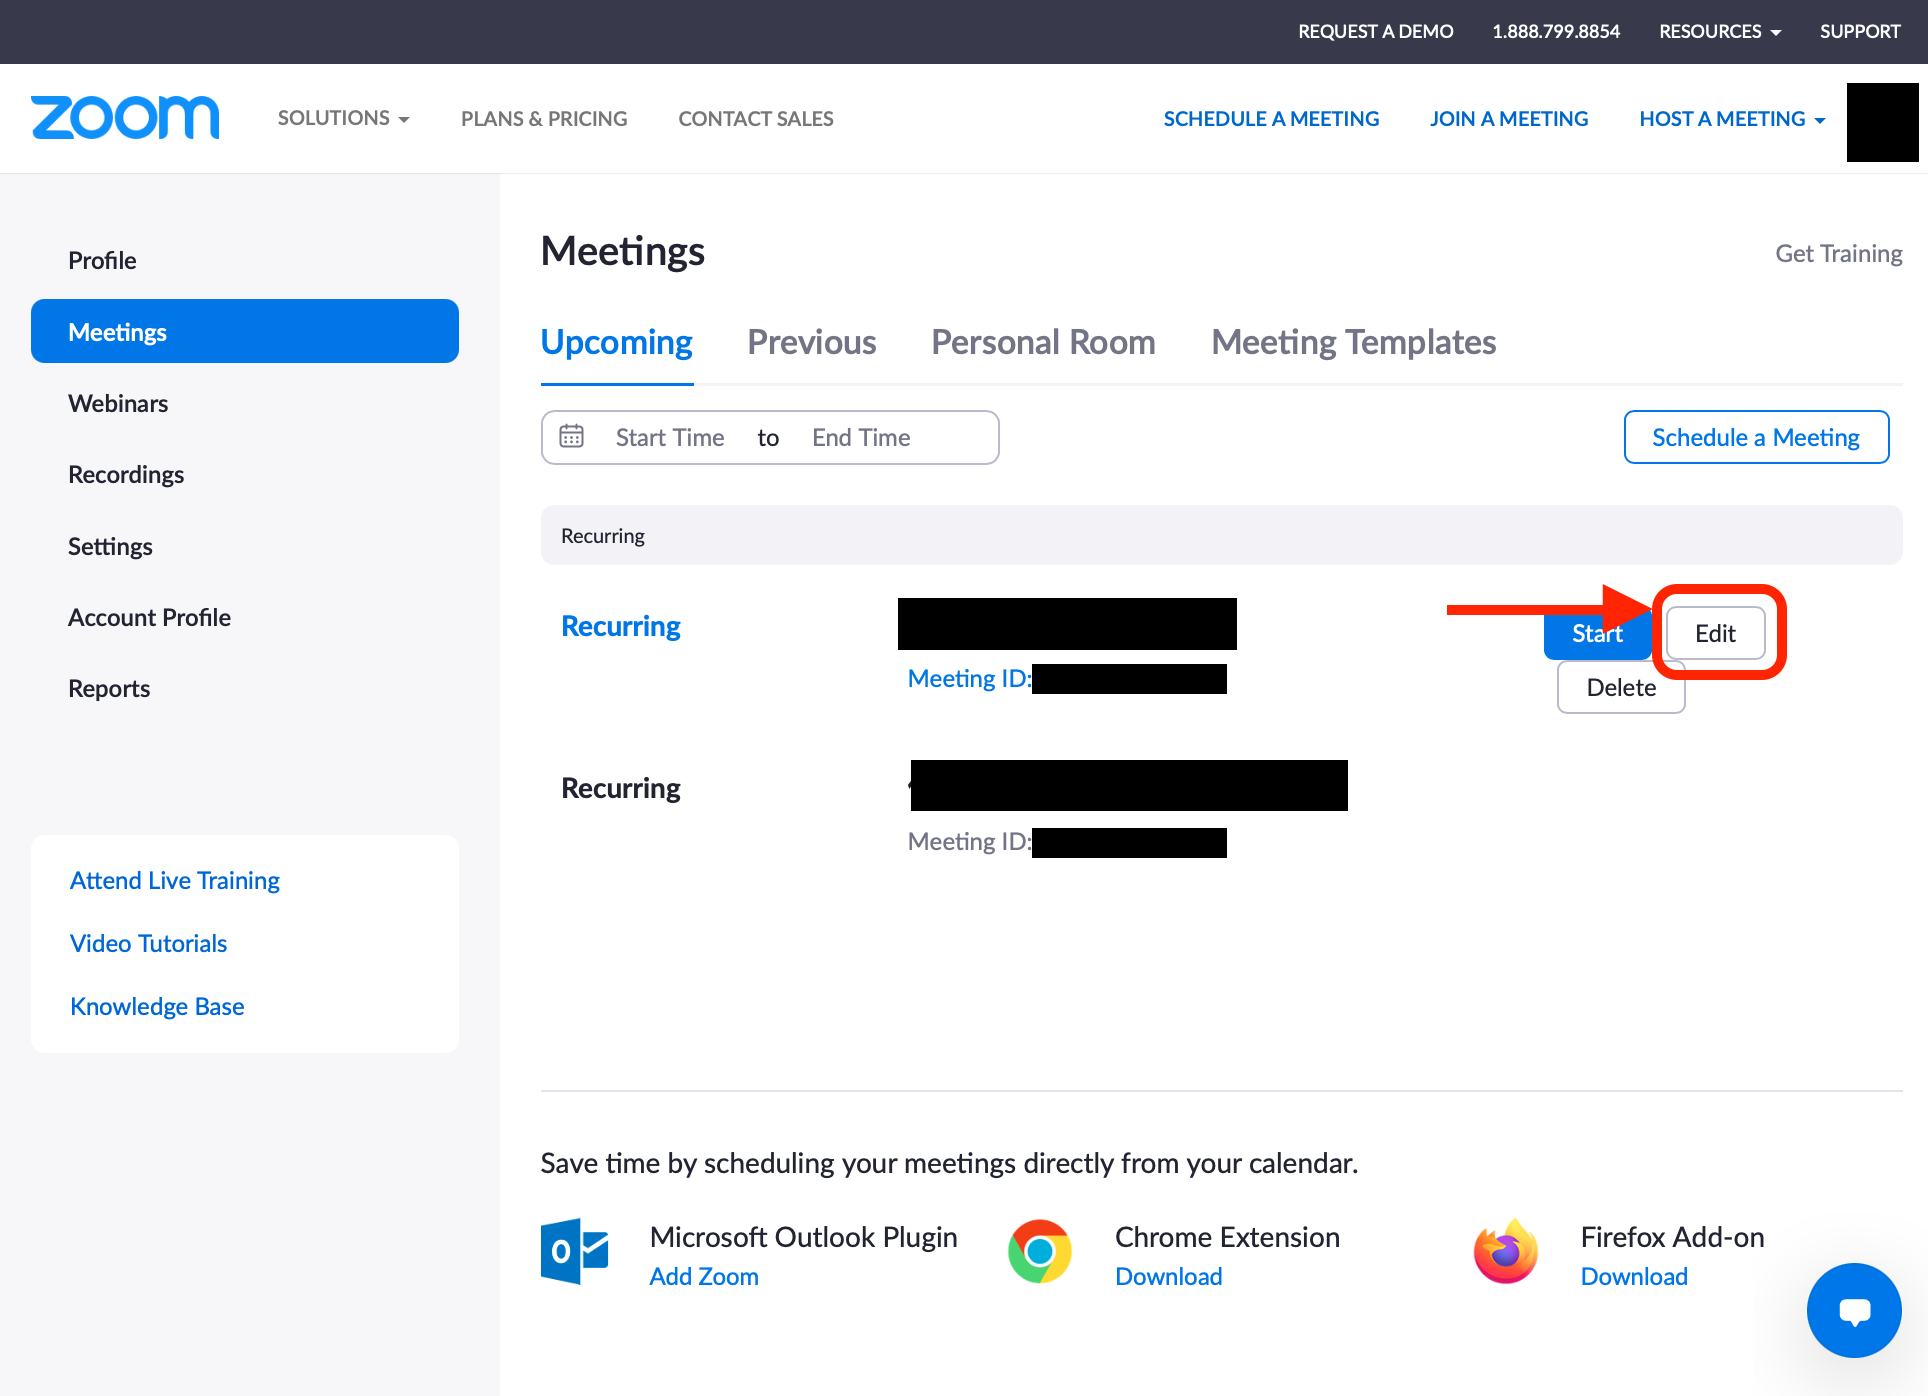 REQUEST A DEMO 1.888.799.8854 RESOURCES SUPPORT
zoom SOLUTIONS PLANS & PRICING CONTACT SALES SCHEDULE A MEETING JOIN A MEETING HOST A MEETING
Profile
Meetings
Webinars
Recordings
Settings
Account Profile
Reports
Attend Live Training
Video Tutorials
Knowledge Base
Meetings
Get Training
Upcoming Previous Personal Room Meeting Templates
Start Time to End Time
Schedule a Meeting
Recurring
Recurring
Meeting ID:
Start Edit
Delete
Recurring
Meeting ID:
Save time by scheduling your meetings directly from your calendar.
Microsoft Outlook Plugin
Add Zoom
Chrome Extension
Download
Firefox Add-on
Download